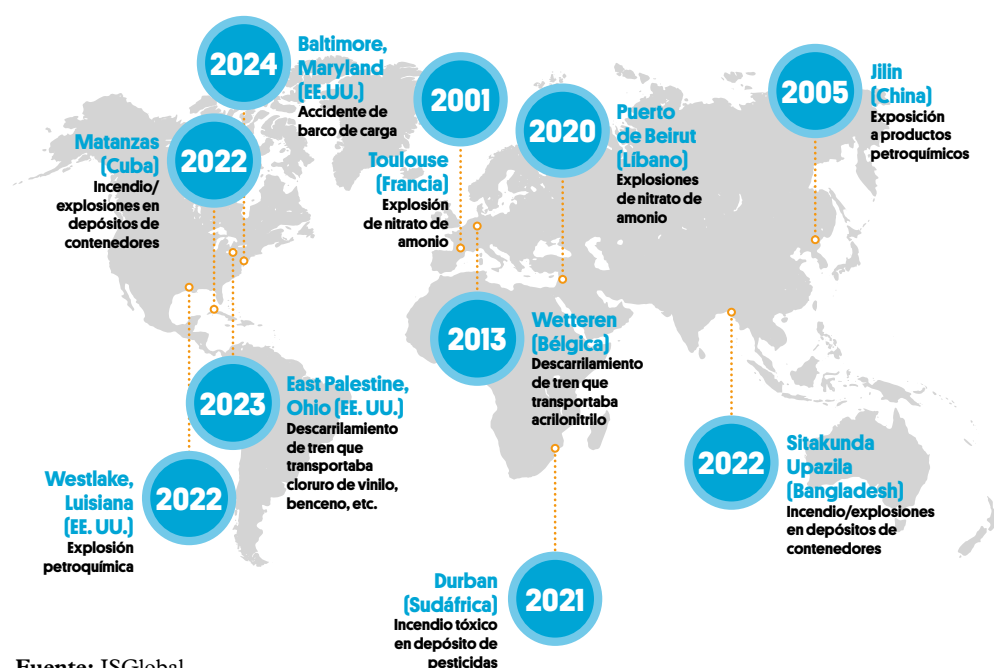 2024
Baltimore,
Maryland
(EE.UU.)
Accidente de
barco de carga
Matanzas
(Cuba)
Incendio/
explosiones en
depósitos de
contenedores
2022
2001
Toulouse
(Francia)
Explosión
de nitrato de
amonio
2020
Puerto
de Beirut
(Líbano)
Explosiones
de nitrato de
amonio
2005
Jilin
(China)
Exposición
a productos
petroquímicos
2013
Wetteren
(Bélgica)
Descarrilamiento
de tren que
transportaba
acrilonitrilo
2023
East Palestine,
Ohio (EE. UU.)
Descarrilamiento
de tren que
transportaba
cloruro de vinilo,
benceno, etc.
Westlake,
Luisiana
(EE. UU.)
Explosión
petroquímica
2022
2022
Sitakunda
Upazila
(Bangladesh)
Incendio/explosiones
en depósitos de
contenedores
Durban
(Sudáfrica)
Incendio tóxico
en depósito de
pesticidas
2021
Fuente: ISGlobal